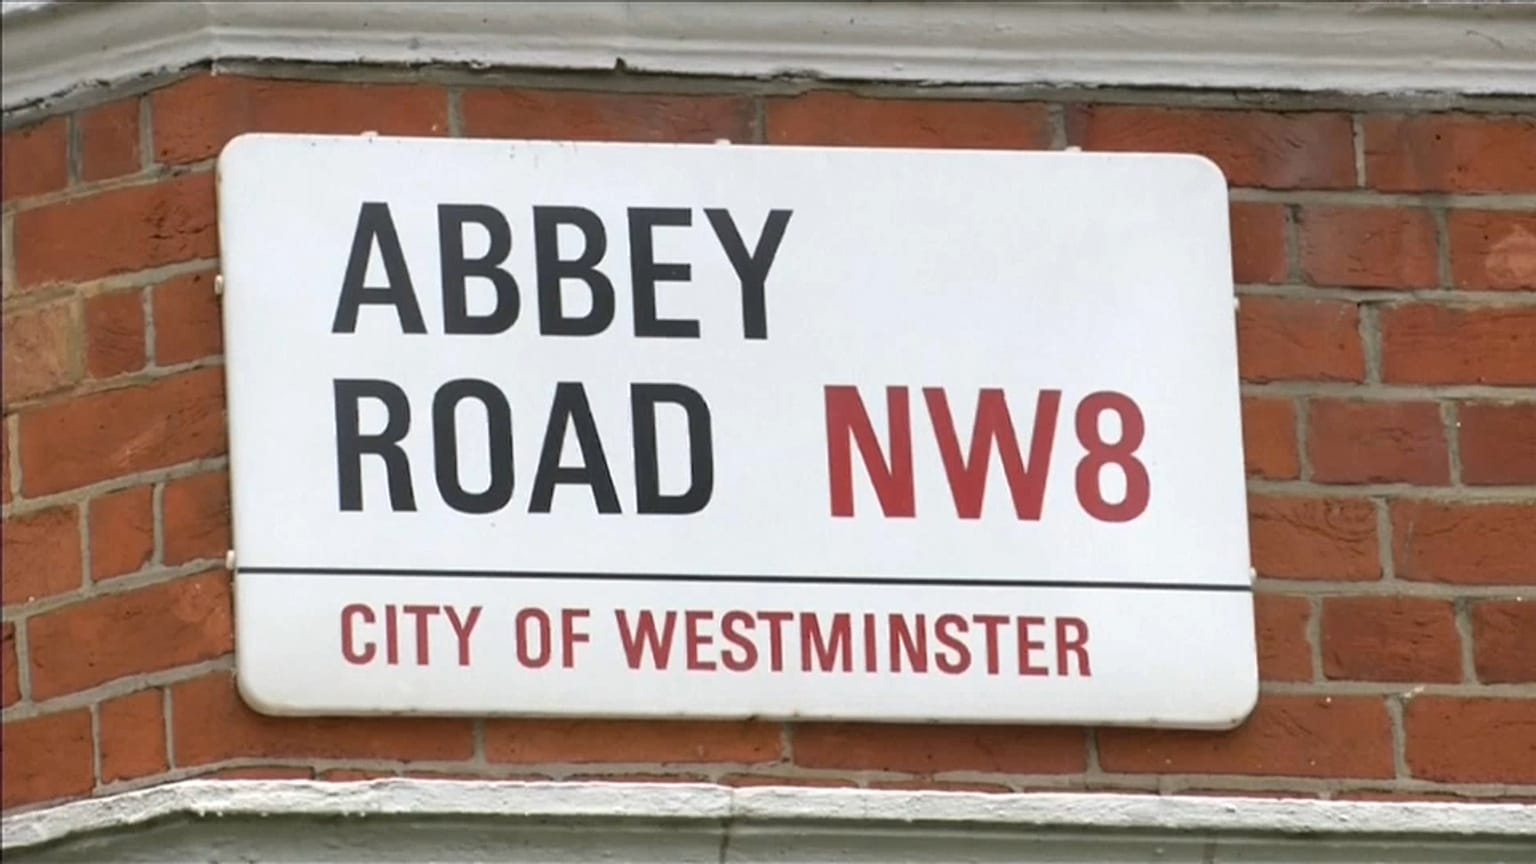 ABBEY
ROAD NW8
CITY OF WESTMINSTER